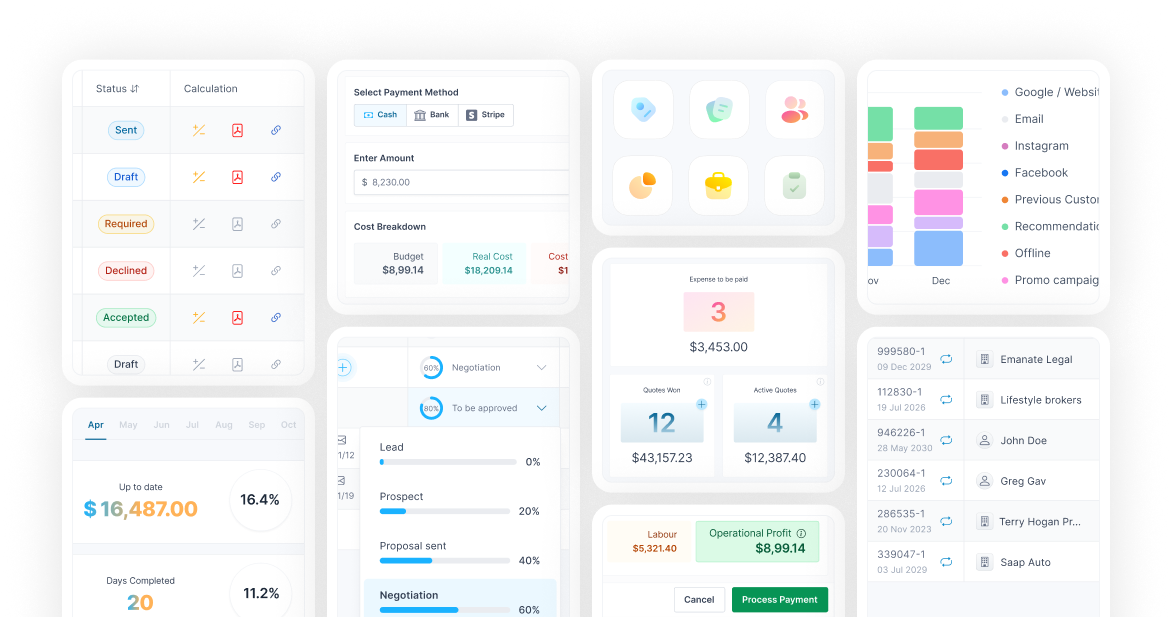 Status
Calculation
Sent
Draft
Required
Declined
Accepted
Draft
Apr May Jun Jul Aug Sep Oct
Up to date
$ 16,487.00
16.4%
Days Completed
20
11.2%
Select Payment Method
Cash
Bank
Stripe
Enter Amount
$ 8,230.00
Cost Breakdown
Budget
$8,99.14
Real Cost
$18,209.14
Cost
$1
60%
Negotiation
80%
To be approved
1/12
1/19
Lead
0%
Prospect
20%
Proposal sent
40%
Negotiation
60%
Expense to be paid
3
$3,453.00
Quotes Won
12
$43,157.23
Active Quotes
4
$12,387.40
Labour
$5,321.40
Operational Profit
$8,99.14
Cancel
Process Payment
ov
Dec
Google / Websit
Email
Instagram
Facebook
Previous Custor
Recommendatic
Offline
Promo campaig
999580-1
09 Dec 2029
Emanate Legal
112830-1
19 Jul 2026
Lifestyle brokers
946226-1
28 May 2030
John Doe
230064-1
12 Jul 2026
Greg Gav
286535-1
20 Nov 2023
Terry Hogan Pr...
339047-1
03 Jul 2029
Saap Auto